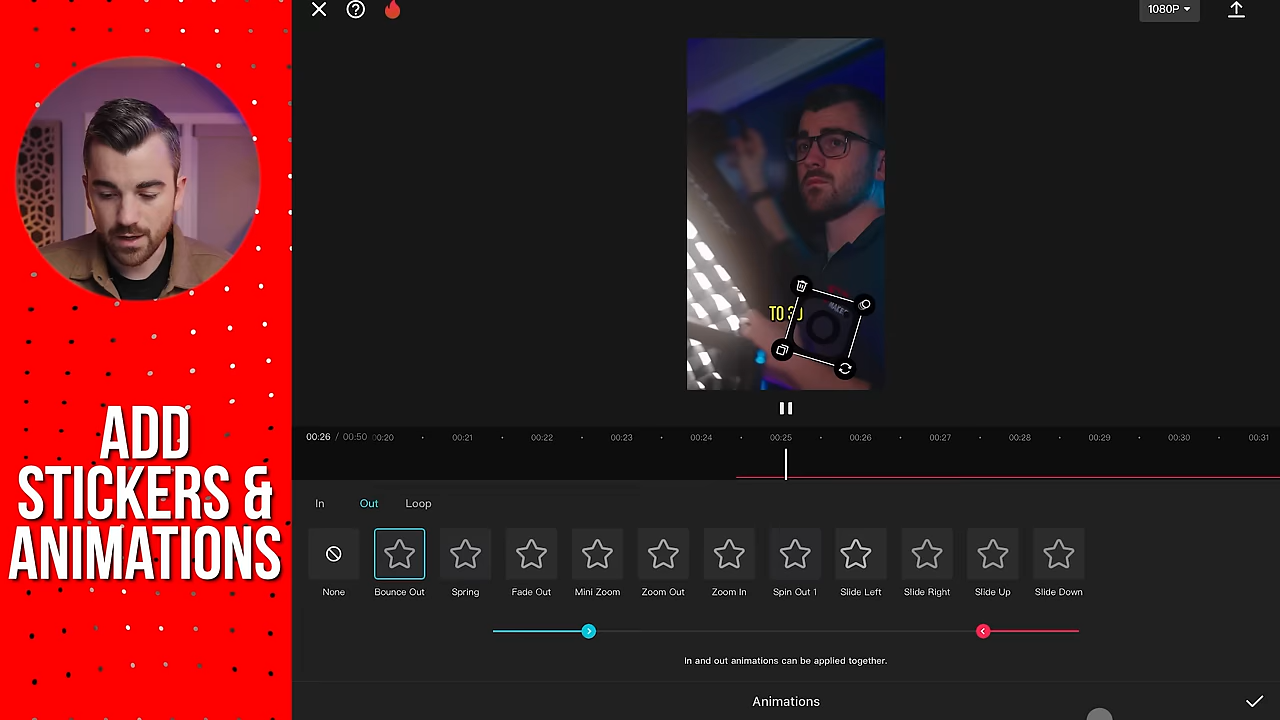 1080P
TO 30
00:26 / 00:50
00:20
00:21
00:22
00:23
00:24
00:25
00:26
00:27
00:28
00:29
00:30
00:31
In
Out
Loop
None
Bounce Out
Spring
Fade Out
Mini Zoom
Zoom Out
Zoom In
Spin Out 1
Slide Left
Slide Right
Slide Up
Slide Down
In and out animations can be applied together.
Animations
ADD
STICKERS &
ANIMATIONS